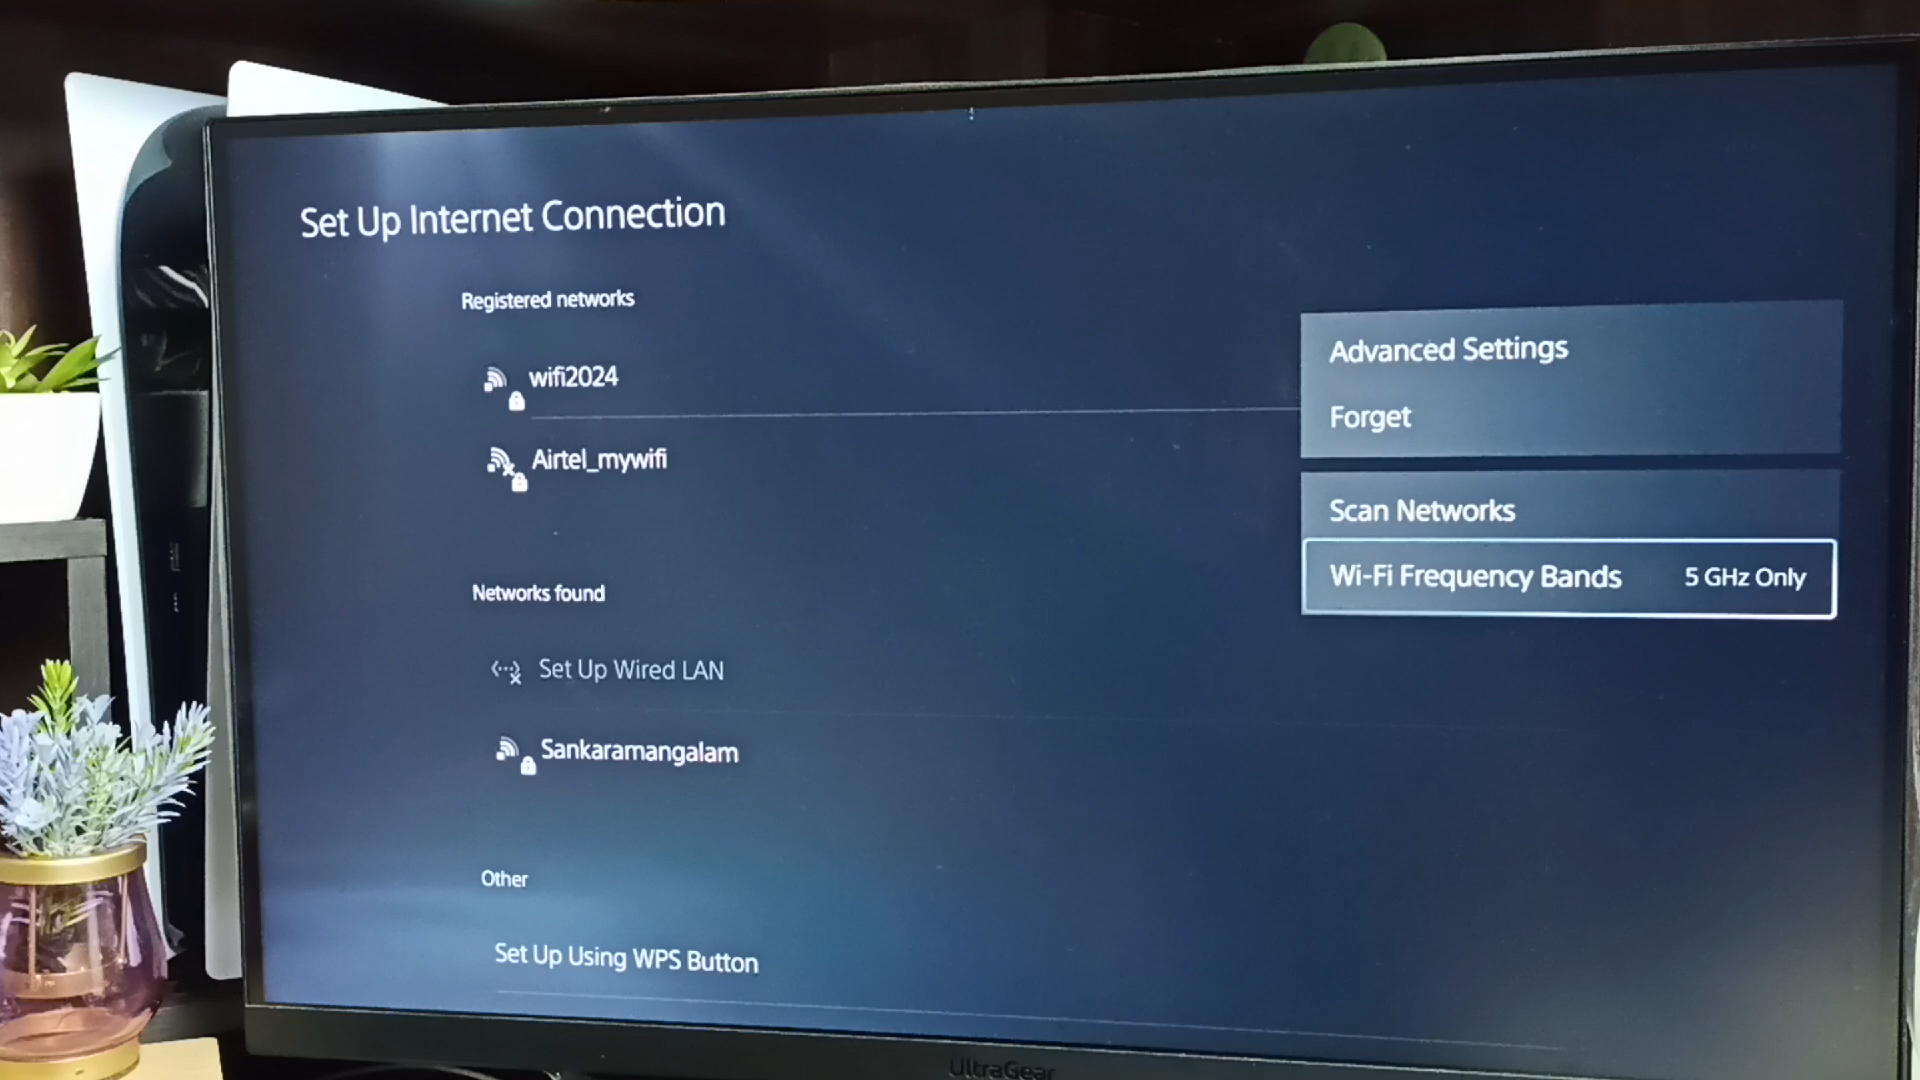 Set Up Internet Connection
Registered networks
wifi2024
Airtel_mywifi
Networks found
Set Up Wired LAN
Sankaramangalam
Other
Set Up Using WPS Button
Advanced Settings
Forget
Scan Networks
Wi-Fi Frequency Bands 5 GHz Only
UltraGear